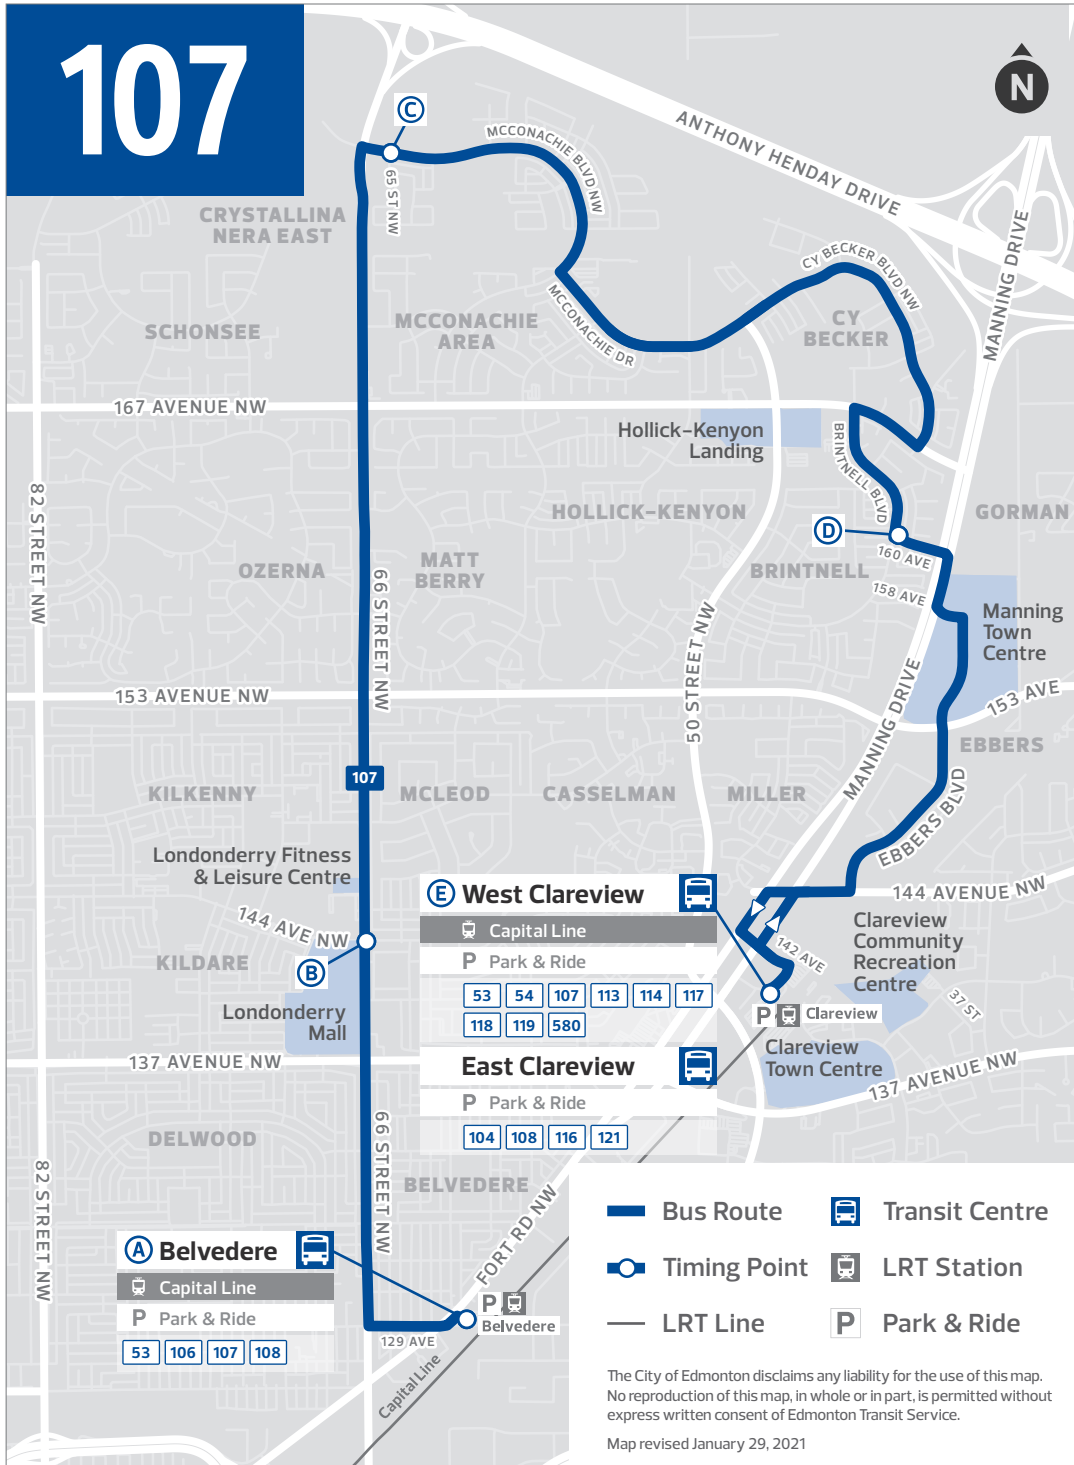 107
N
C
MCCONACHIE BLVD NW
ANTHONY HENDAY DRIVE
65 ST NW
CRYSTALLINA
NERA EAST
MANNING DRIVE
CY BECKER BLVD NW
MCCONACHIE DR
SCHONSEE
MCCONACHIE
AREA
CY
BECKER
167 AVENUE NW
Hollick-Kenyon
Landing
BRINTNELL BLVD
82 STREET NW
HOLLICK-KENYON
GORMAN
D
160 AVE
OZERNA
MATT
BERRY
BRINTNELL
158 AVE
66 STREET NW
Manning
Town
Centre
50 STREET NW
153 AVENUE NW
153 AVE
MANNING DRIVE
EBBERS
107
KILKENNY
MCLEOD
CASSELMAN
MILLER
EBBERS BLVD
Londonderry Fitness
& Leisure Centre
E West Clareview
Capital Line
P Park & Ride
53 54 107 113 114 117
118 119 580
144 AVENUE NW
144 AVE NW
Clareview
Community
Recreation
Centre
142 AVE
KILDARE
B
37 ST
Londonderry
Mall
P Clareview
Clareview
Town Centre
137 AVENUE NW
East Clareview
P Park & Ride
104 108 116 121
137 AVENUE NW
DELWOOD
66 STREET NW
82 STREET NW
BELVEDERE
FORT RD NW
A Belvedere
Capital Line
P Park & Ride
53 106 107 108
P
Belvedere
129 AVE
Capital Line
Bus Route
Transit Centre
Timing Point
LRT Station
LRT Line
P Park & Ride
The City of Edmonton disclaims any liability for the use of this map.
No reproduction of this map, in whole or in part, is permitted without
express written consent of Edmonton Transit Service.
Map revised January 29, 2021